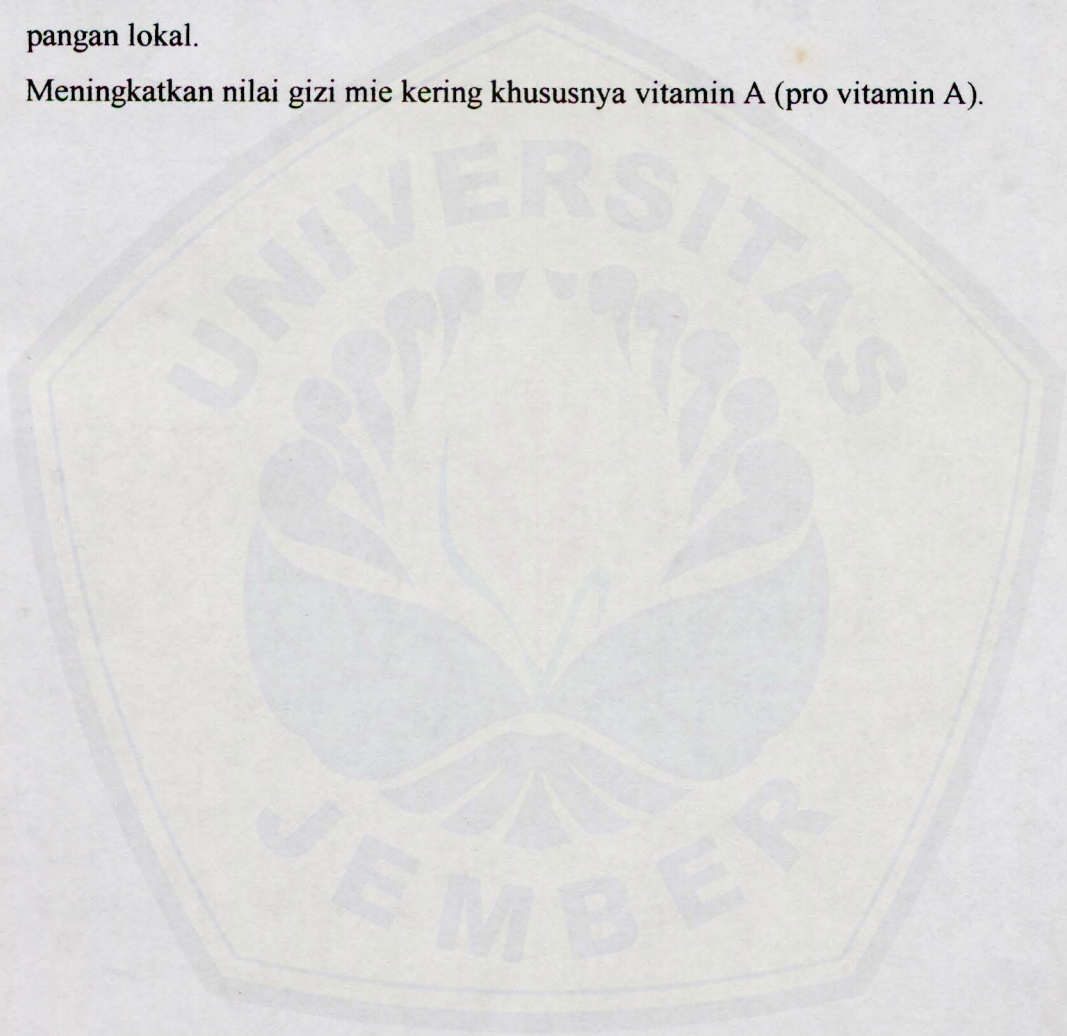 pangan lokal.
Meningkatkan nilai gizi mie kering khususnya vitamin A (pro vitamin A).
UNIVERSITAS
JEMBER